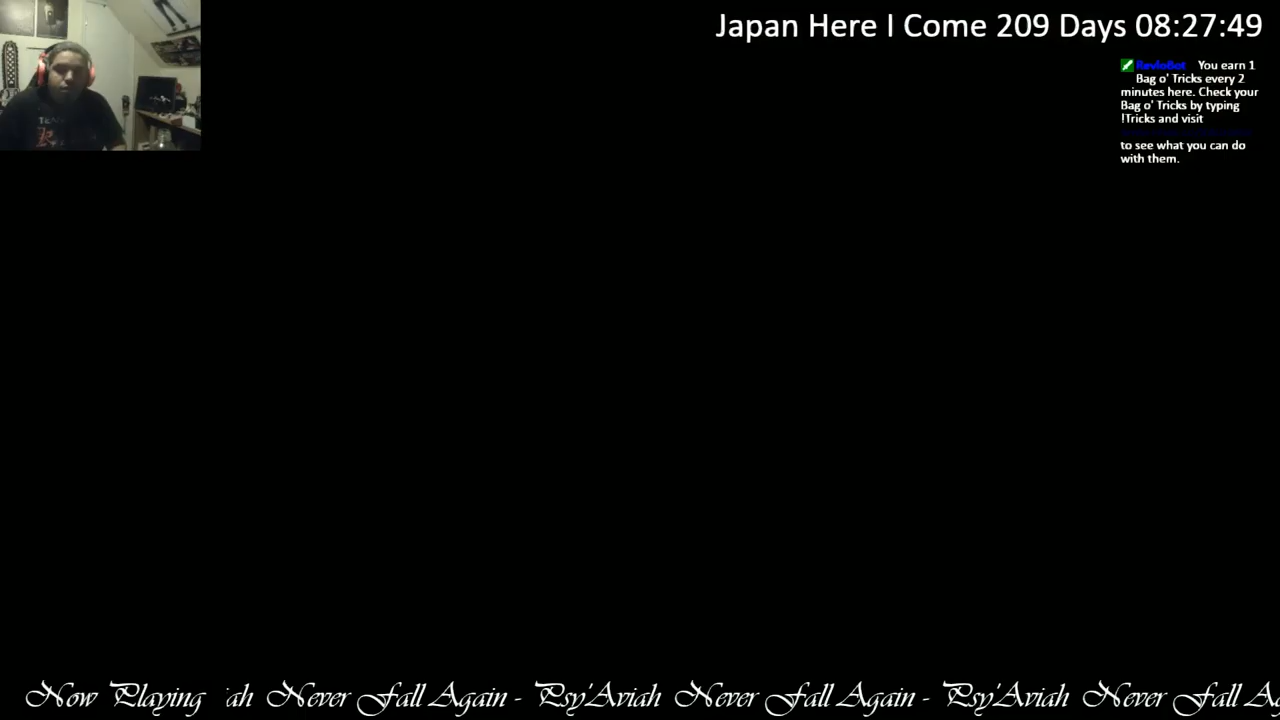 Japan Here I Come 209 Days 08:27:49
RevloBot You earn 1
Bag o' Tricks every 2
minutes here. Check your
Bag o' Tricks by typing
!Tricks and visit
to see what you can do
with them.
Now Playing ah Never Fall Again - Psy'Aviah Never Fall Again - Psy'Aviah Never Fall Ag